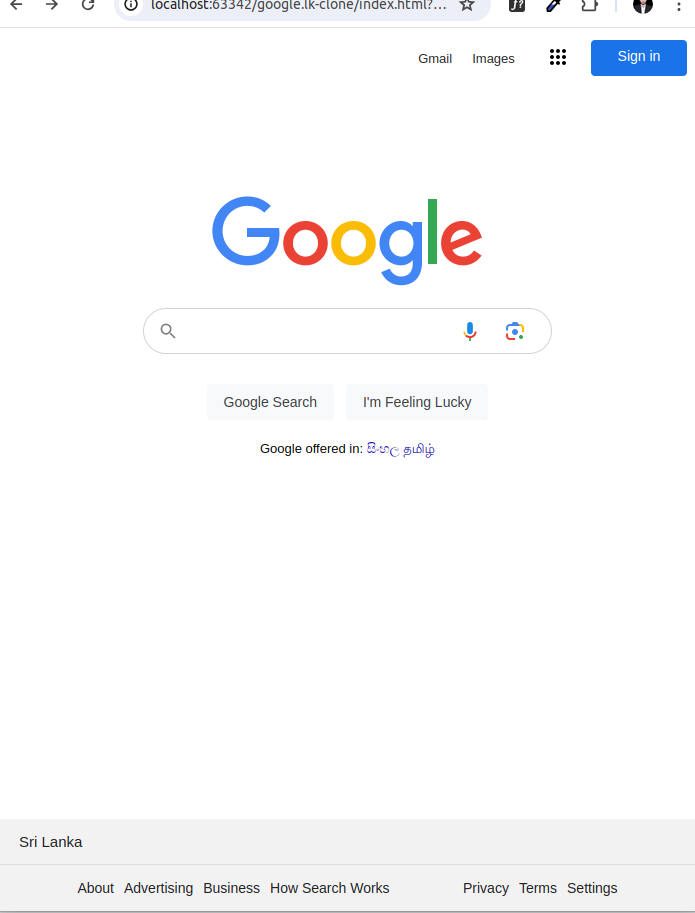 localhost:63342/google.lk-clone/index.html?...
Gmail Images Sign in
Google
Google Search I'm Feeling Lucky
Google offered in: සිංහල தமிழ்
Sri Lanka
About Advertising Business How Search Works Privacy Terms Settings